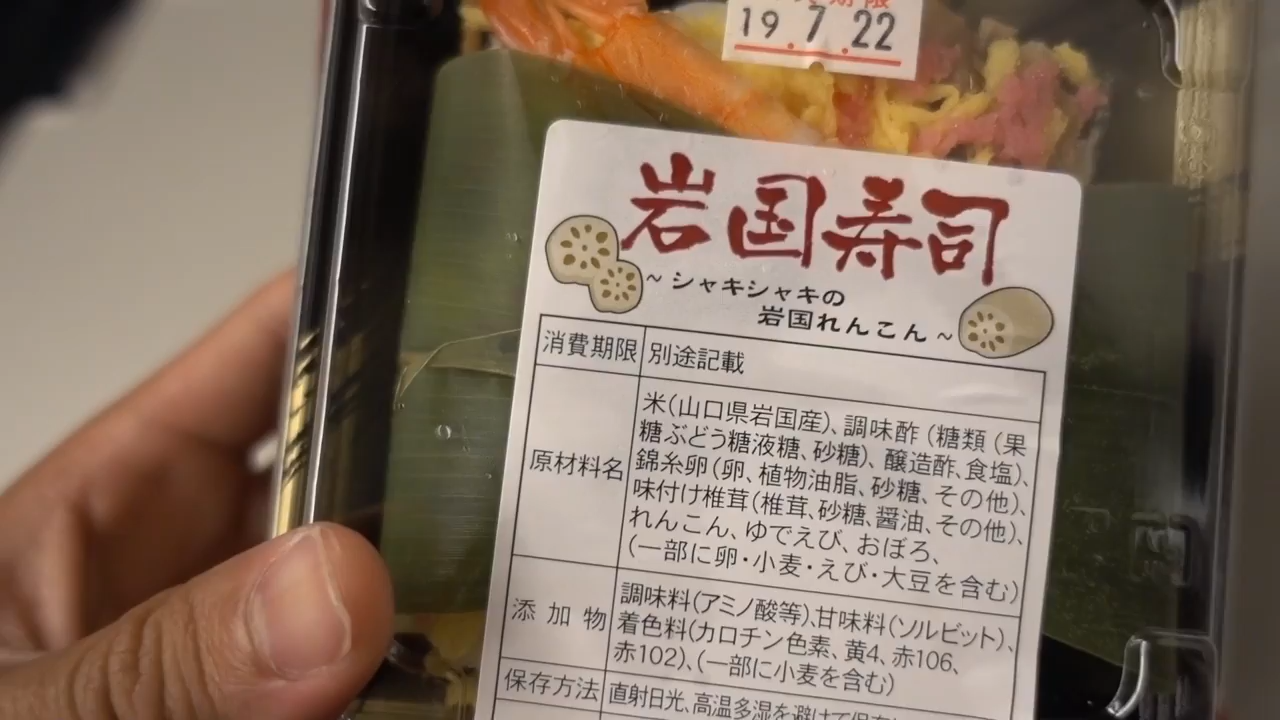 19.7.22
岩国寿司
~シャキシャキの
岩国れんこん~
消費期限 別途記載
原材料名
米(山口県岩国産)、調味酢(糖類(果
糖ぶどう糖液糖、砂糖)、醸造酢、食塩)、
錦糸卵(卵、植物油脂、砂糖、その他)、
味付け椎茸(椎茸、砂糖、醤油、その他)、
れんこん、ゆでえび、おぼろ、
(一部に卵・小麦・えび・大豆を含む)
添加物
調味料(アミノ酸等)、甘味料(ソルビット)、
着色料(カロチン色素、黄4、赤106、
赤102)、(一部に小麦を含む)
保存方法 直射日光、高温多湿を避けて保存